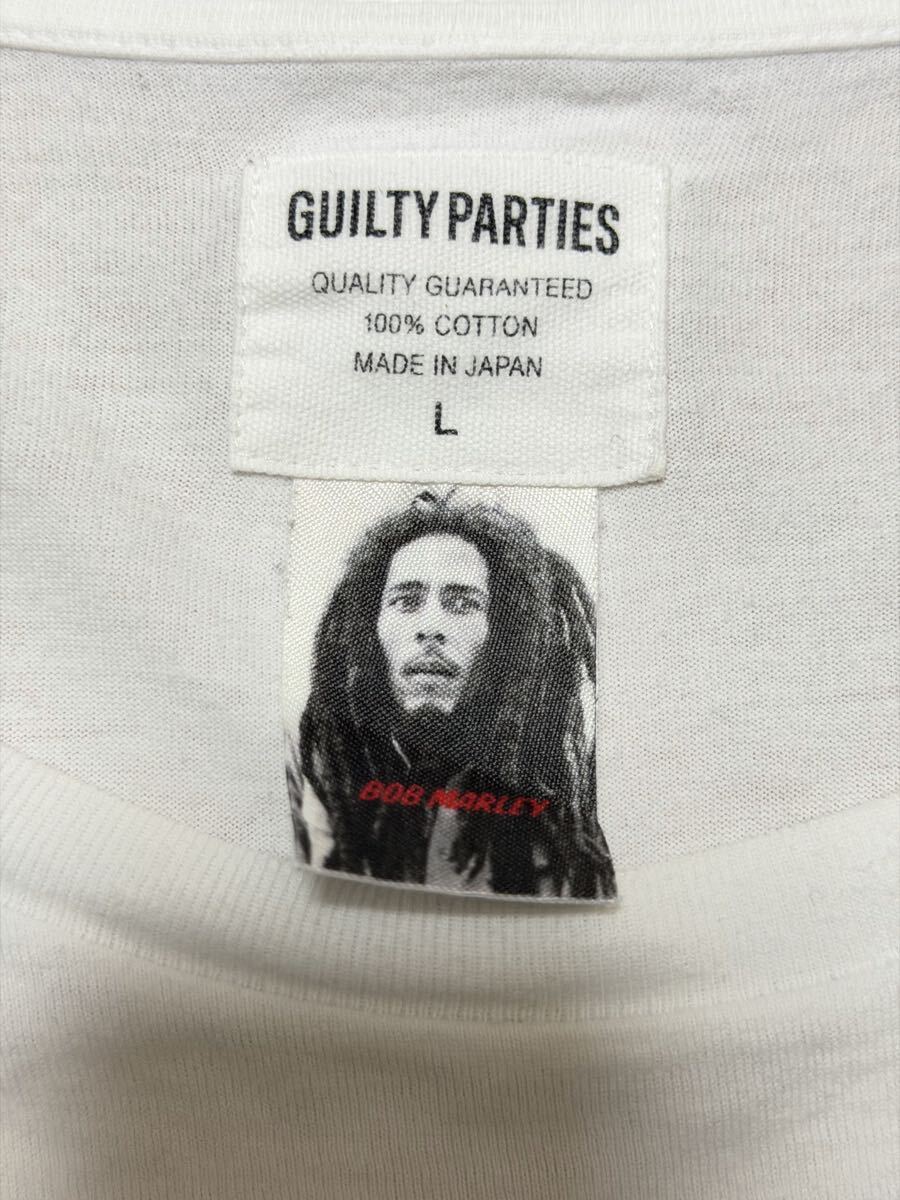 GUILTY PARTIES
QUALITY GUARANTEED
100% COTTON
MADE IN JAPAN
L
BOB MARLEY